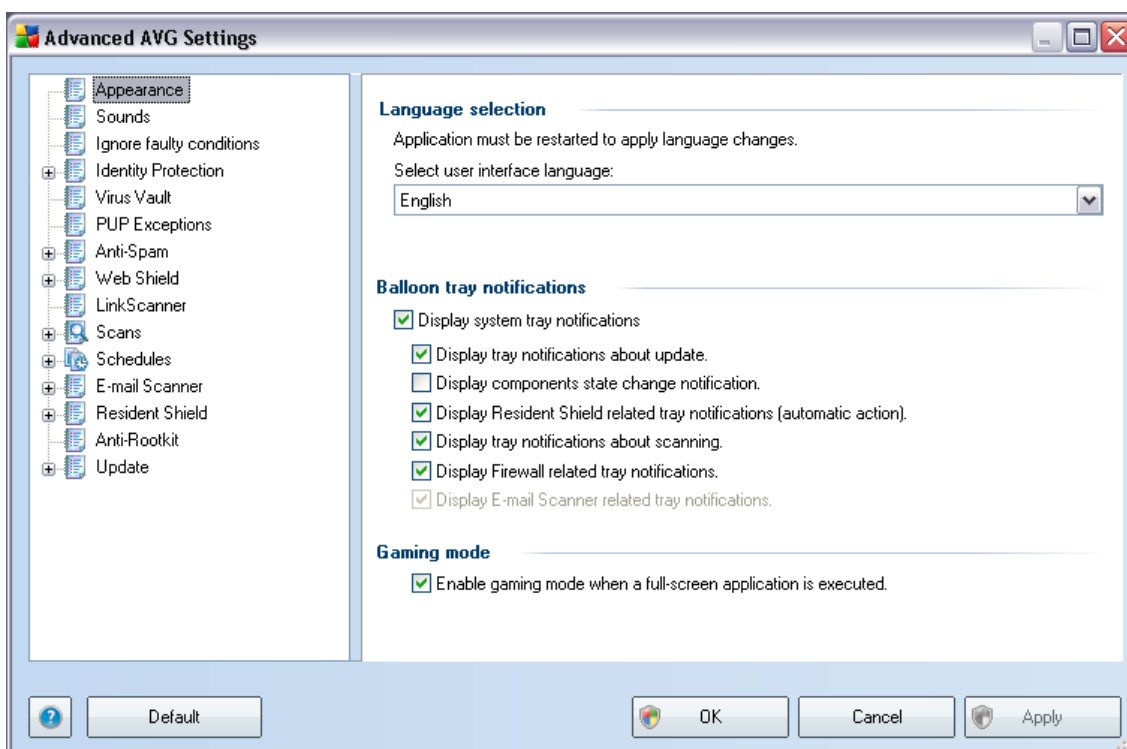 Advanced AVG Settings
Appearance
Sounds
Ignore faulty conditions
Identity Protection
Virus Vault
PUP Exceptions
Anti-Spam
Web Shield
LinkScanner
Scans
Schedules
E-mail Scanner
Resident Shield
Anti-Rootkit
Update
Language selection
Application must be restarted to apply language changes.
Select user interface language:
English
Balloon tray notifications
Display system tray notifications
Display tray notifications about update.
Display components state change notification.
Display Resident Shield related tray notifications (automatic action).
Display tray notifications about scanning.
Display Firewall related tray notifications.
Display E-mail Scanner related tray notifications.
Gaming mode
Enable gaming mode when a full-screen application is executed.
? Default OK Cancel Apply